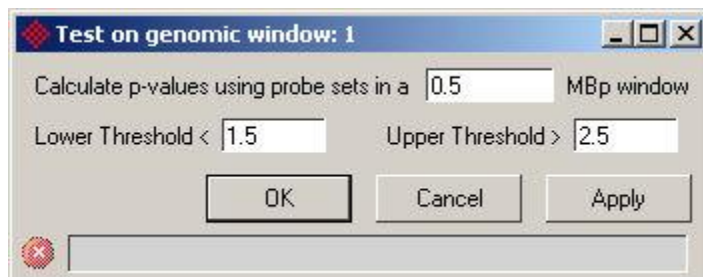 Test on genomic window: 1
Calculate p-values using probe sets in a 0.5 MBp window
Lower Threshold < 1.5 Upper Threshold > 2.5
OK Cancel Apply